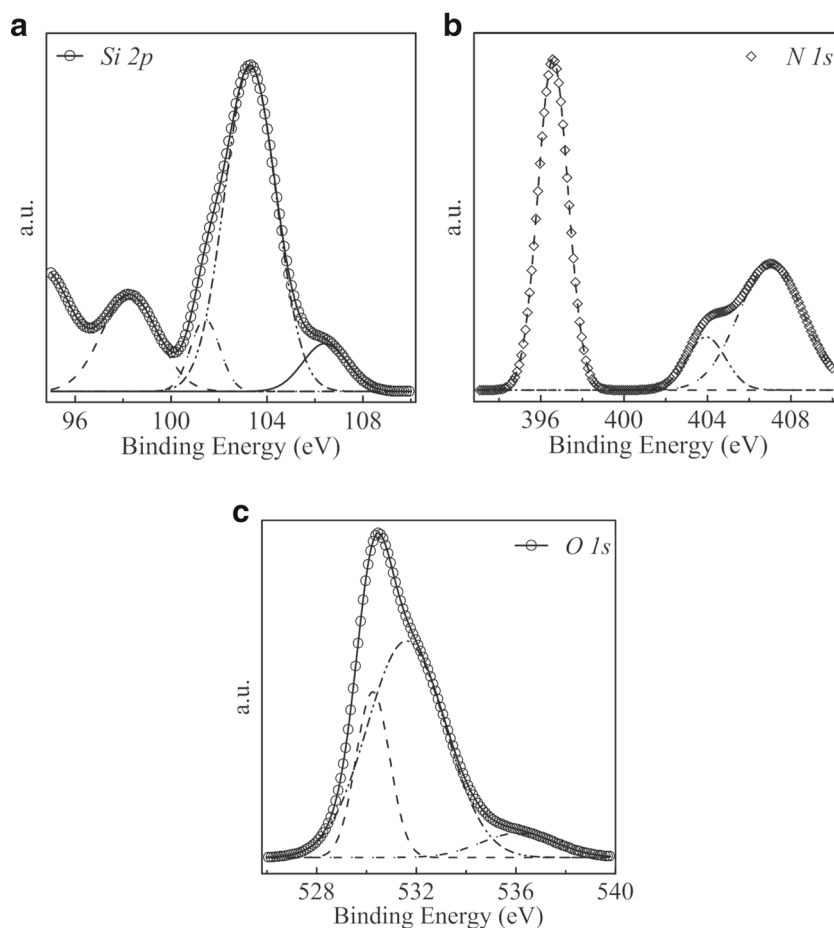 a
Si 2p
a.u.
96 100 104 108
Binding Energy (eV)
b
N 1s
a.u.
396 400 404 408
Binding Energy (eV)
c
O 1s
a.u.
528 532 536 540
Binding Energy (eV)